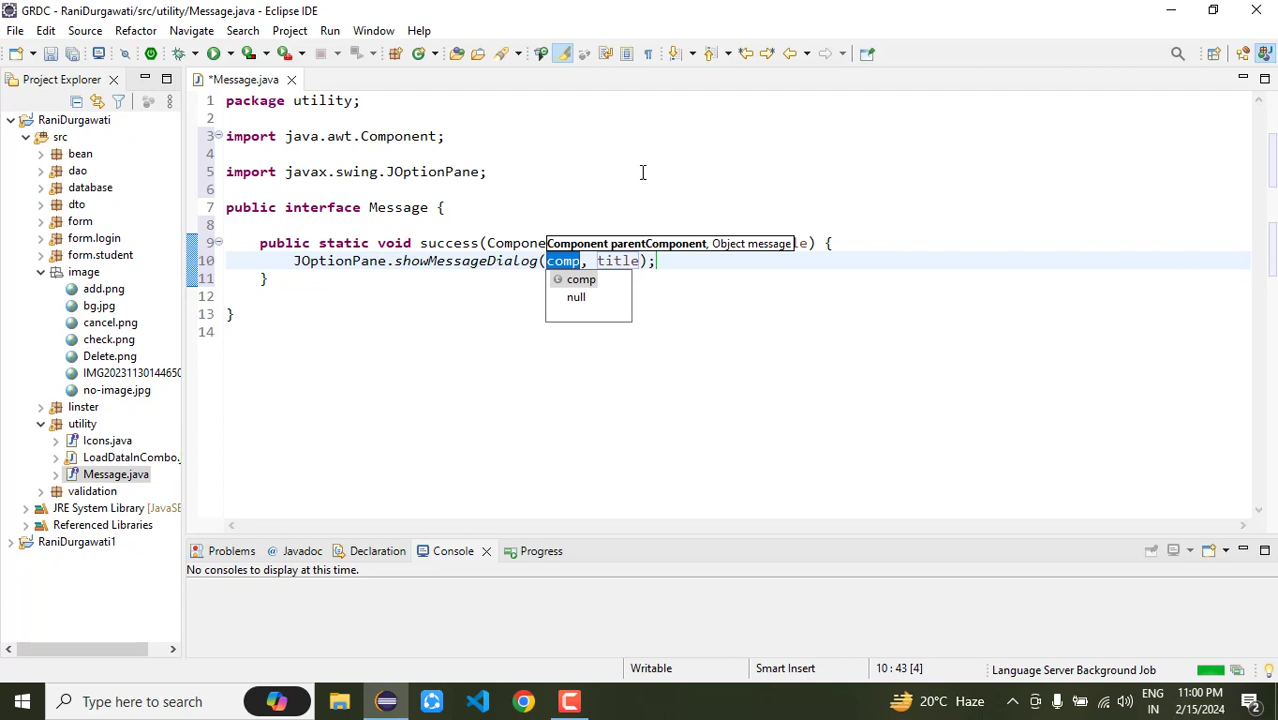 GRDC - RaniDurgawati/src/utility/Message.java - Eclipse IDE
File Edit Source Refactor Navigate Search Project Run Window Help
Project Explorer
*Message.java
RaniDurgawati
src
bean
dao
database
dto
form
form.login
form.student
image
add.png
bg.jpg
cancel.png
check.png
Delete.png
IMG20231130144650
no-image.jpg
linster
utility
Icons.java
LoadDataInCombo.
Message.java
validation
JRE System Library [JavaSE
Referenced Libraries
RaniDurgawati1
1 package utility;
2
3 import java.awt.Component;
4
5 import javax.swing.JOptionPane;
6
7 public interface Message {
8
9 public static void success(Compone
Component parentComponent, Object message
le) {
10 JOptionPane.showMessageDialog(comp, title);
11 }
comp
null
12
13 }
14
Problems Javadoc Declaration Console Progress
No consoles to display at this time.
Writable Smart Insert 10 : 43 [4] Language Server Background Job
Type here to search
20°C Haze
ENG
IN
11:00 PM
2/15/2024
2